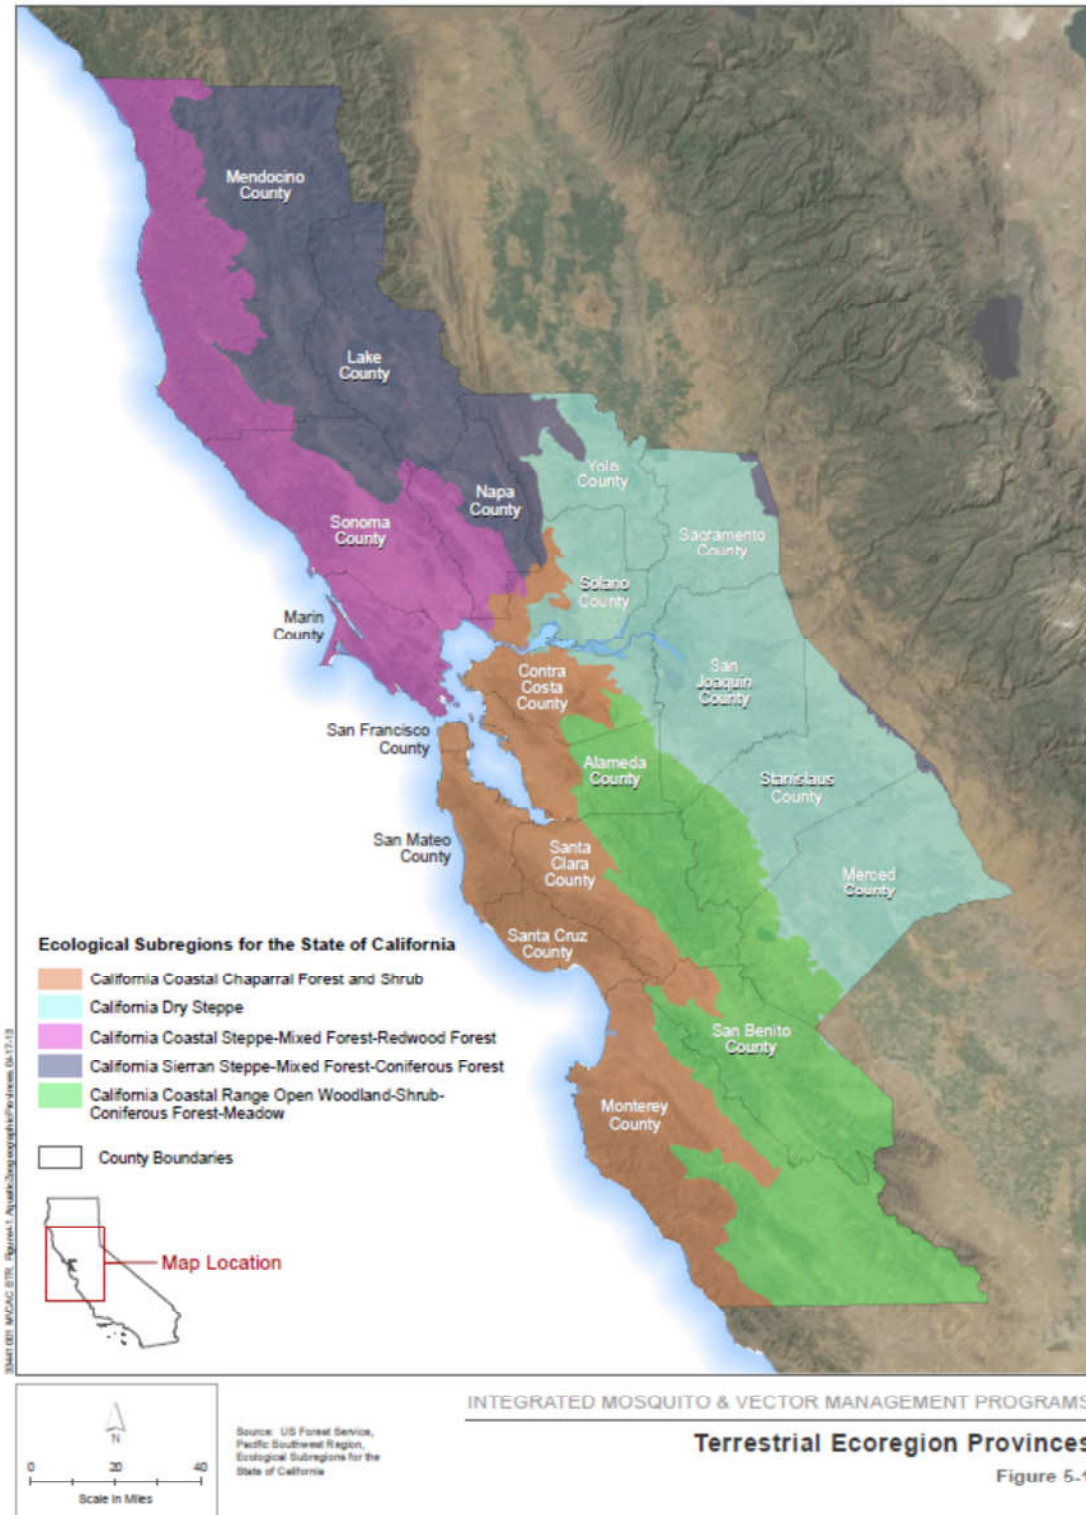 Mendocino
County
Lake
County
Yolo
County
Napa
County
Sonoma
County
Sacramento
County
Solano
County
Marin
County
San
Joaquin
County
Contra
Costa
County
San Francisco
County
Alameda
County
Stanislaus
County
San Mateo
County
Santa
Clara
County
Merced
County
Santa Cruz
County
San Benito
County
Monterey
County
Ecological Subregions for the State of California
California Coastal Chaparral Forest and Shrub
California Dry Steppe
California Coastal Steppe-Mixed Forest-Redwood Forest
California Sierran Steppe-Mixed Forest-Coniferous Forest
California Coastal Range Open Woodland-Shrub-
Coniferous Forest-Meadow
County Boundaries
Map Location
N
0 20 40
Scale in Miles
Source: US Forest Service,
Pacific Southwest Region,
Ecological Subregions for the
State of California
INTEGRATED MOSQUITO & VECTOR MANAGEMENT PROGRAMS
Terrestrial Ecoregion Provinces
Figure 5-1